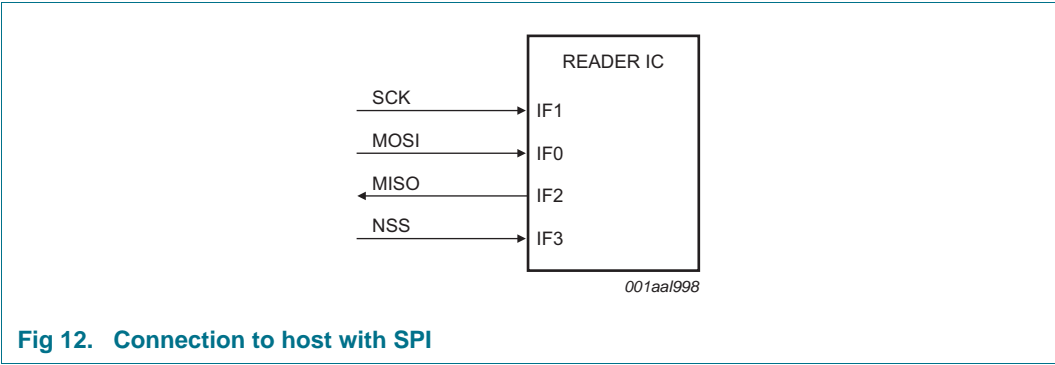 READER IC
SCK
IF1
MOSI
IF0
MISO
IF2
NSS
IF3
001aal998
Fig 12. Connection to host with SPI